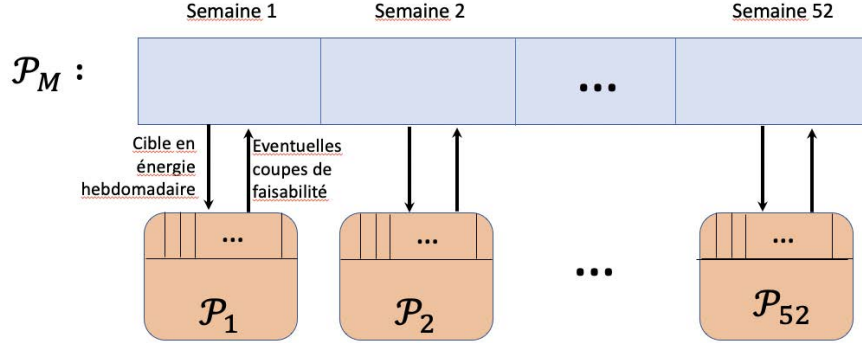 Semaine 1
Semaine 2
Semaine 52
𝒫_M :
...
Cible en
énergie
hebdomadaire
Eventuelles
coupes de
faisabilité
...
...
...
...
𝒫_1
𝒫_2
𝒫_52